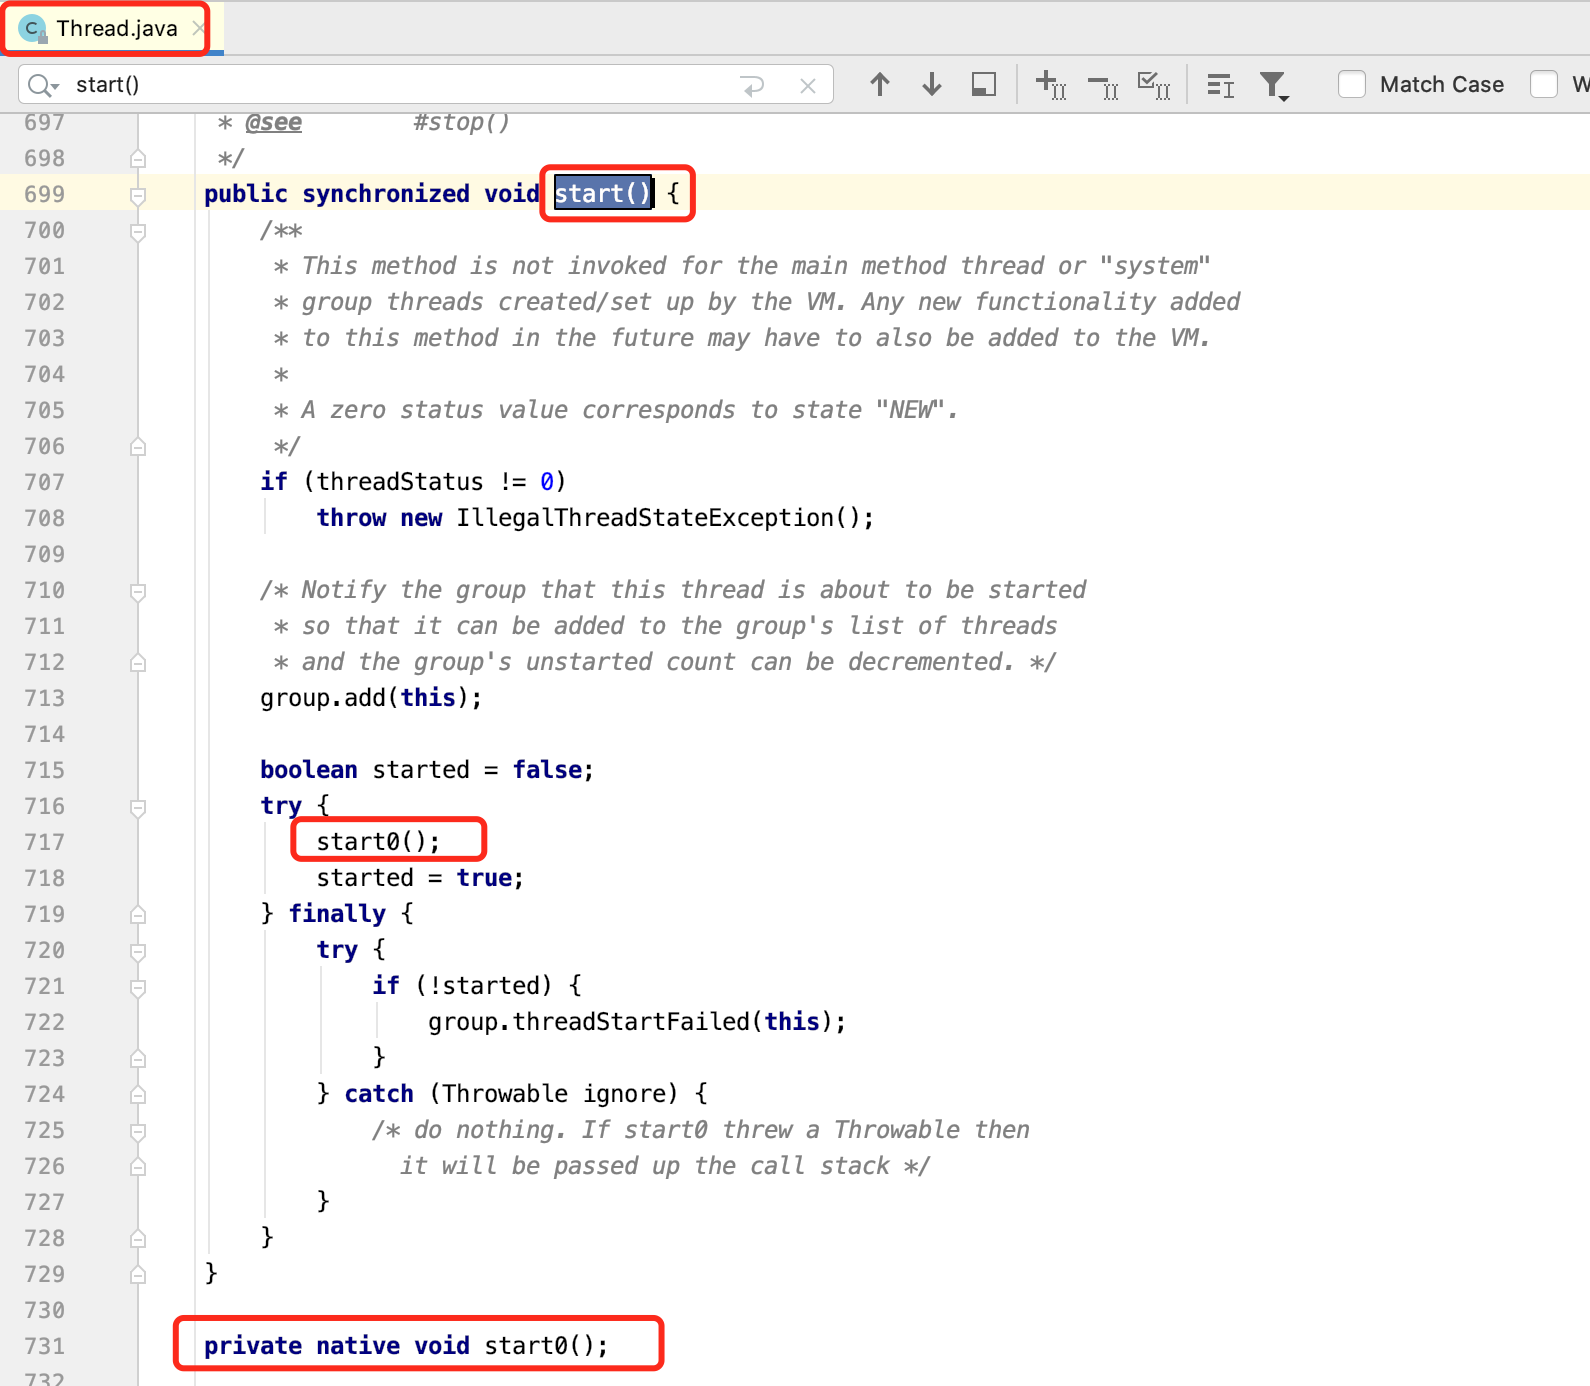 Thread.java
start()
Match Case
W
697 * @see #stop()
698 */
699 public synchronized void start() {
700 /**
701 * This method is not invoked for the main method thread or "system"
702 * group threads created/set up by the VM. Any new functionality added
703 * to this method in the future may have to also be added to the VM.
704 *
705 * A zero status value corresponds to state "NEW".
706 */
707 if (threadStatus != 0)
708 throw new IllegalThreadStateException();
709
710 /* Notify the group that this thread is about to be started
711 * so that it can be added to the group's list of threads
712 * and the group's unstarted count can be decremented. */
713 group.add(this);
714
715 boolean started = false;
716 try {
717 start0();
718 started = true;
719 } finally {
720 try {
721 if (!started) {
722 group.threadStartFailed(this);
723 }
724 } catch (Throwable ignore) {
725 /* do nothing. If start0 threw a Throwable then
726 it will be passed up the call stack */
727 }
728 }
729 }
730
731 private native void start0();
732